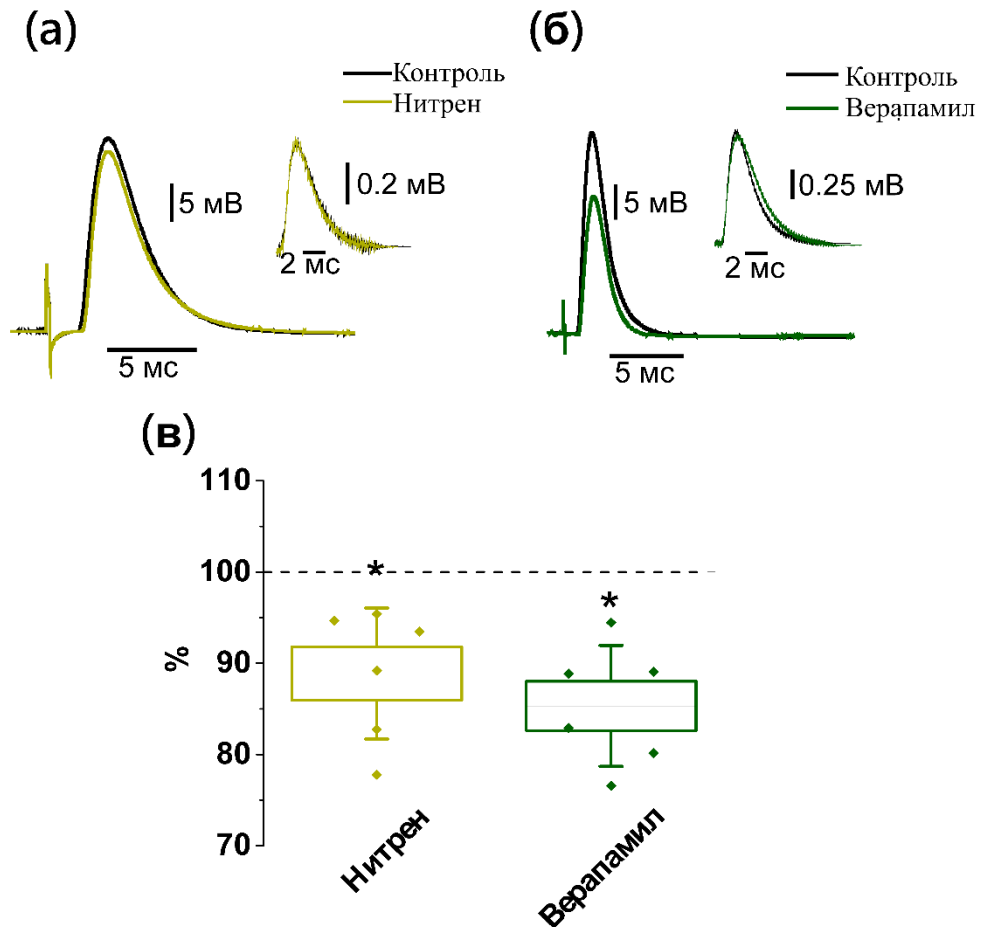 (а)
Контроль
Нитрен
5 мВ
0.2 мВ
2 мс
5 мс
(б)
Контроль
Верапамил
5 мВ
0.25 мВ
2 мс
5 мс
(в)
110
100
90
80
70
%
*
*
Нитрен
Верапамил